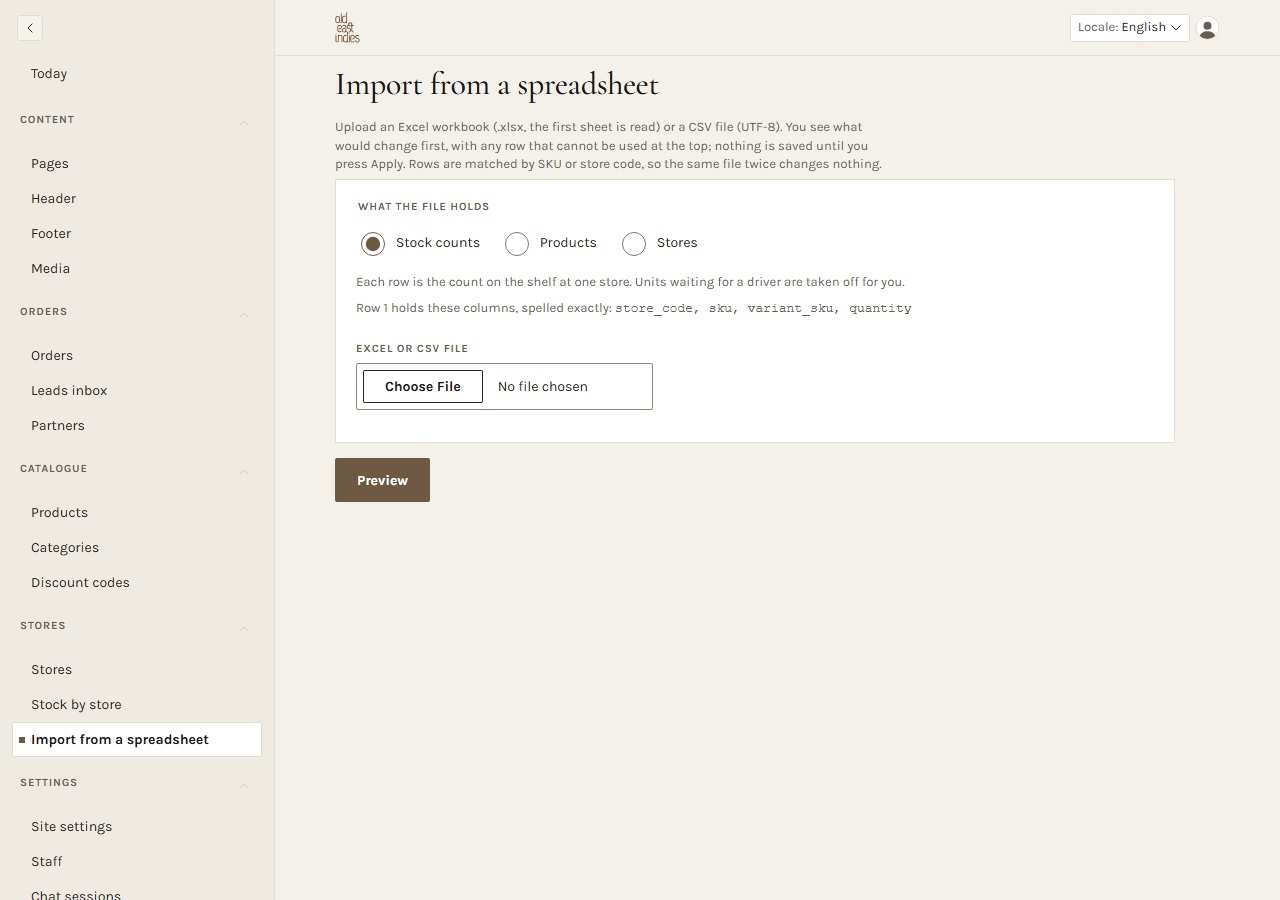 Today
CONTENT
Pages
Header
Footer
Media
ORDERS
Orders
Leads inbox
Partners
CATALOGUE
Products
Categories
Discount codes
STORES
Stores
Stock by store
Import from a spreadsheet
SETTINGS
Site settings
Staff
Chat sessions
old
east
indies
Locale: English
Import from a spreadsheet
Upload an Excel workbook (.xlsx, the first sheet is read) or a CSV file (UTF-8). You see what
would change first, with any row that cannot be used at the top; nothing is saved until you
press Apply. Rows are matched by SKU or store code, so the same file twice changes nothing.
WHAT THE FILE HOLDS
Stock counts
Products
Stores
Each row is the count on the shelf at one store. Units waiting for a driver are taken off for you.
Row 1 holds these columns, spelled exactly: store_code, sku, variant_sku, quantity
EXCEL OR CSV FILE
Choose File
No file chosen
Preview